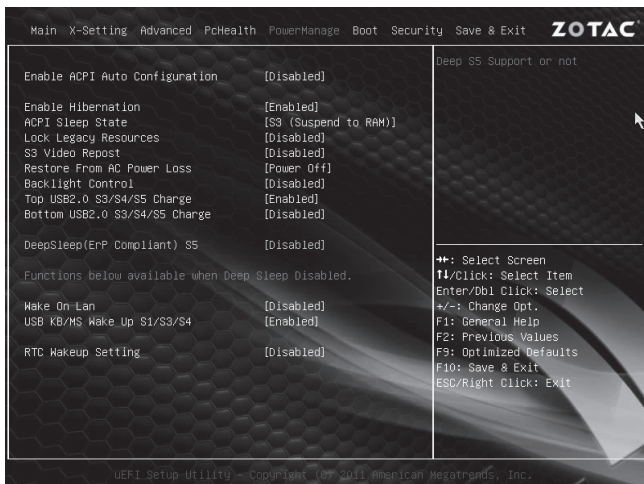 Main X-Setting Advanced PcHealth PowerManage Boot Security Save & Exit ZOTAC
Enable ACPI Auto Configuration [Disabled]
Enable Hibernation [Enabled]
ACPI Sleep State [S3 (Suspend to RAM)]
Lock Legacy Resources [Disabled]
S3 Video Repost [Disabled]
Restore From AC Power Loss [Power Off]
Backlight Control [Disabled]
Top USB2.0 S3/S4/S5 Charge [Enabled]
Bottom USB2.0 S3/S4/S5 Charge [Disabled]
DeepSleep(ErP Compliant) S5 [Disabled]
Functions below available when Deep Sleep Disabled.
Wake On Lan [Disabled]
USB KB/MS Wake Up S1/S3/S4 [Enabled]
RTC Wakeup Setting [Disabled]
Deep S5 Support or not
→←: Select Screen
↑↓/Click: Select Item
Enter/Dbl Click: Select
+/-: Change Opt.
F1: General Help
F2: Previous Values
F9: Optimized Defaults
F10: Save & Exit
ESC/Right Click: Exit
uEFI Setup Utility - Copyright (C) 2011 American Megatrends, Inc.